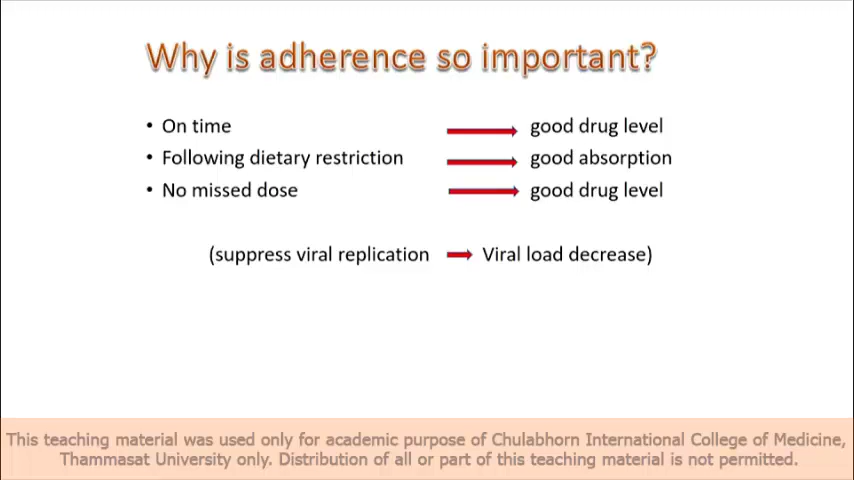 Why is adherence so important?
• On time good drug level
• Following dietary restriction good absorption
• No missed dose good drug level
(suppress viral replication Viral load decrease)
This teaching material was used only for academic purpose of Chulabhorn International College of Medicine,
Thammasat University only. Distribution of all or part of this teaching material is not permitted.